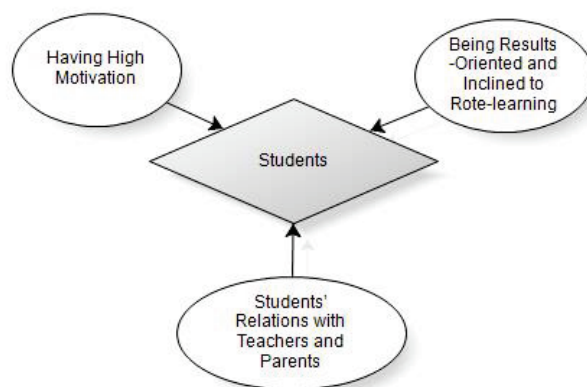 Having High
Motivation
Being Results
-Oriented and
Inclined to
Rote-learning
Students
Students'
Relations with
Teachers and
Parents